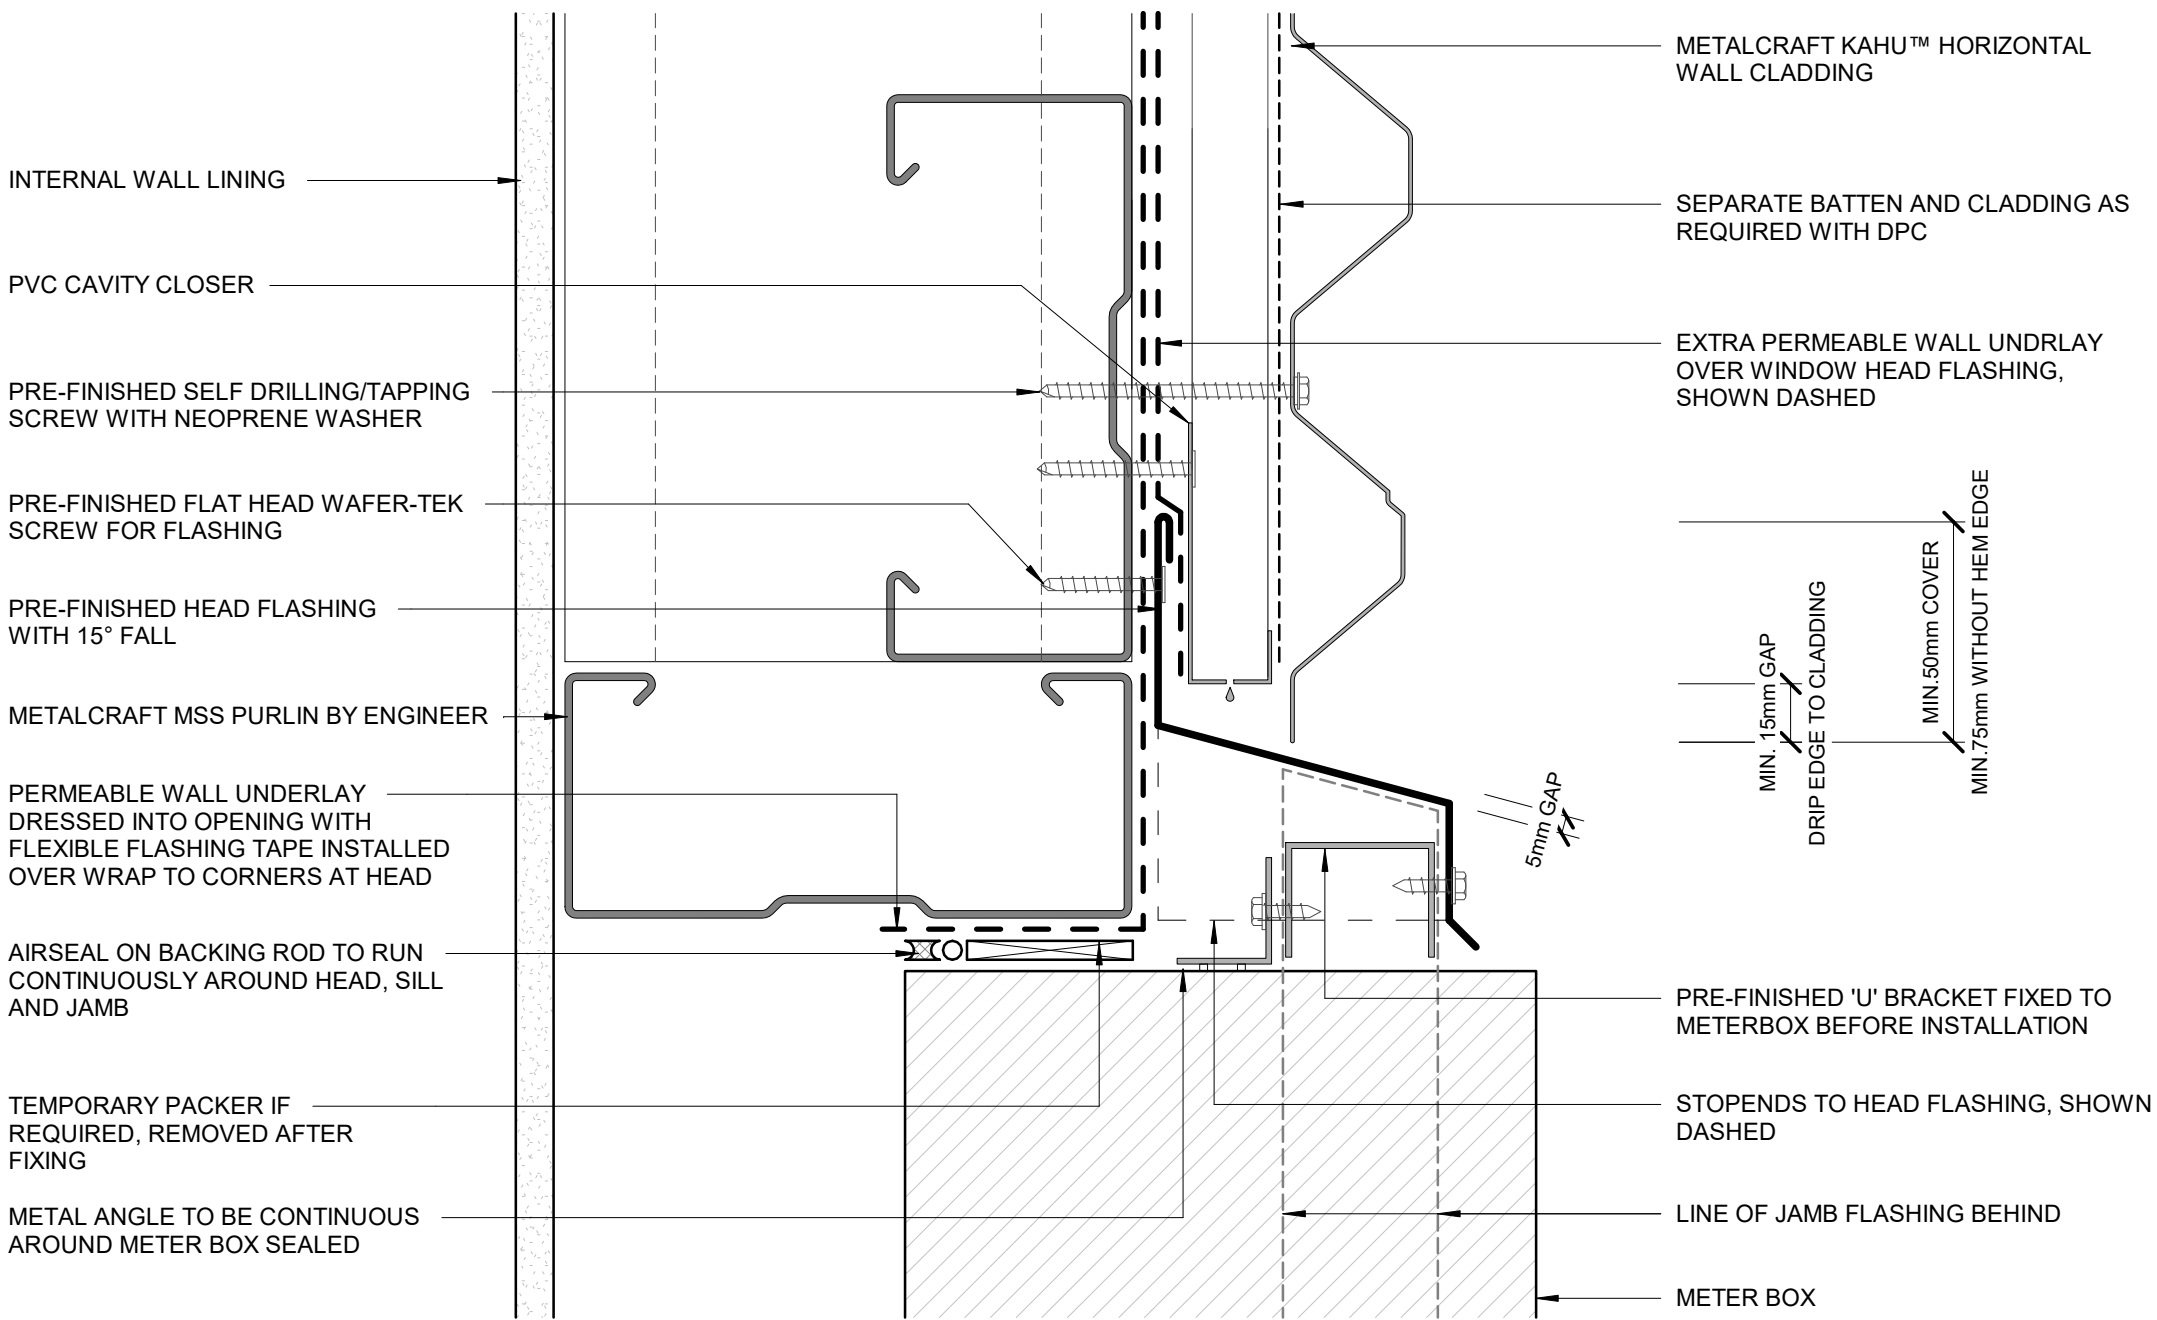 INTERNAL WALL LINING
PVC CAVITY CLOSER
PRE-FINISHED SELF DRILLING/TAPPING
SCREW WITH NEOPRENE WASHER
PRE-FINISHED FLAT HEAD WAFER-TEK
SCREW FOR FLASHING
PRE-FINISHED HEAD FLASHING
WITH 15° FALL
METALCRAFT MSS PURLIN BY ENGINEER
PERMEABLE WALL UNDERLAY
DRESSED INTO OPENING WITH
FLEXIBLE FLASHING TAPE INSTALLED
OVER WRAP TO CORNERS AT HEAD
AIRSEAL ON BACKING ROD TO RUN
CONTINUOUSLY AROUND HEAD, SILL
AND JAMB
TEMPORARY PACKER IF
REQUIRED, REMOVED AFTER
FIXING
METAL ANGLE TO BE CONTINUOUS
AROUND METER BOX SEALED
METALCRAFT KAHU™ HORIZONTAL
WALL CLADDING
SEPARATE BATTEN AND CLADDING AS
REQUIRED WITH DPC
EXTRA PERMEABLE WALL UNDRLAY
OVER WINDOW HEAD FLASHING,
SHOWN DASHED
5mm GAP
MIN. 15mm GAP
DRIP EDGE TO CLADDING
MIN.50mm COVER
MIN.75mm WITHOUT HEM EDGE
PRE-FINISHED 'U' BRACKET FIXED TO
METERBOX BEFORE INSTALLATION
STOPENDS TO HEAD FLASHING, SHOWN
DASHED
LINE OF JAMB FLASHING BEHIND
METER BOX